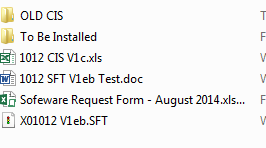 OLD CIS
To Be Installed
1012 CIS V1c.xls
1012 SFT V1eb Test.doc
Sofeware Request Form - August 2014.xls...
X01012 V1eb.SFT